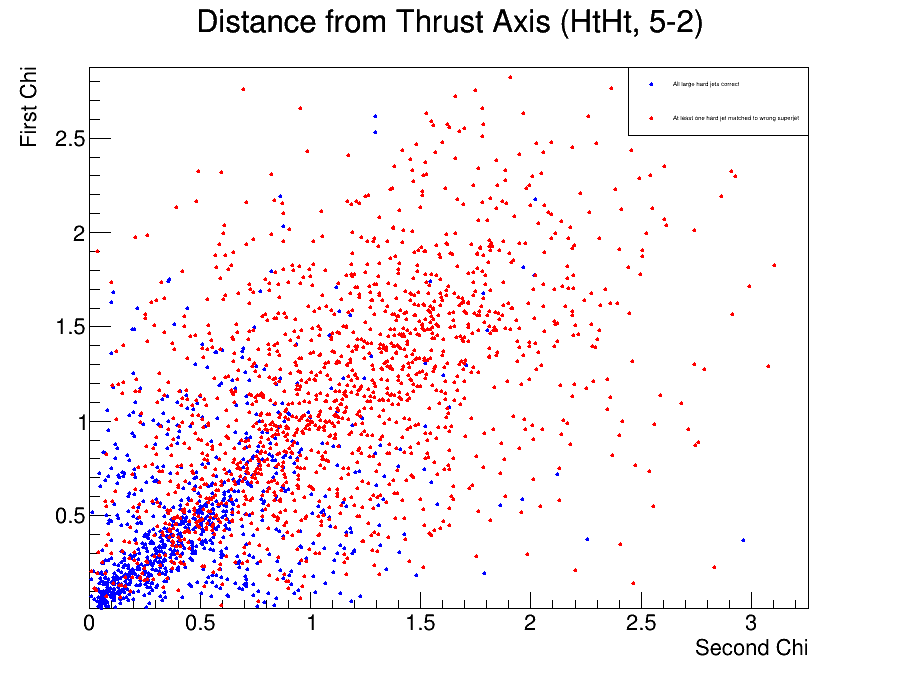 Distance from Thrust Axis (HtHt, 5-2)
First Chi
All large hard jets correct
At least one hard jet matched to wrong superjet
2.5
2
1.5
1
0.5
0 0.5 1 1.5 2 2.5 3
Second Chi